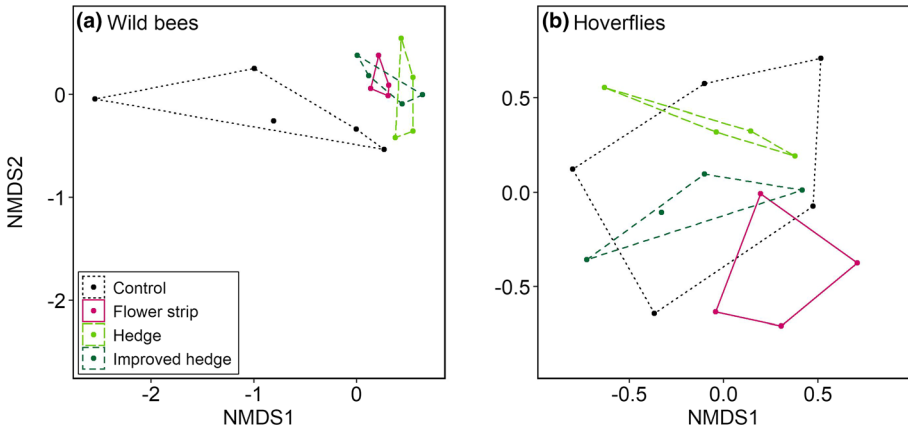 (a) Wild bees
0
-1
-2
NMDS2
Control
Flower strip
Hedge
Improved hedge
-2 -1 0
NMDS1
(b) Hoverflies
0.5
0.0
-0.5
-0.5 0.0 0.5
NMDS1